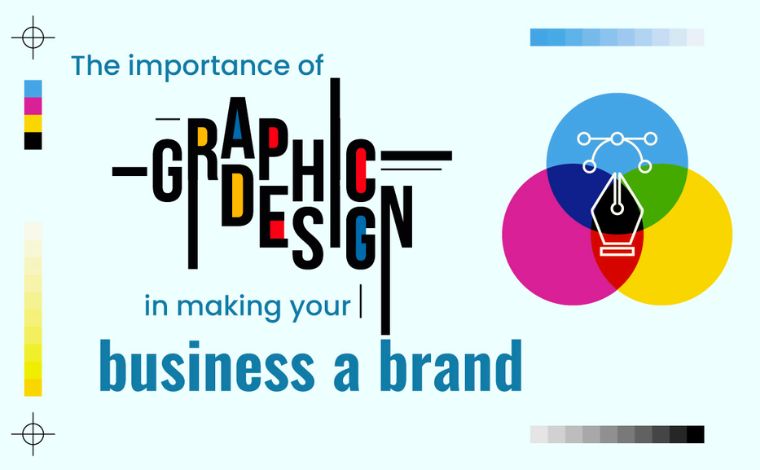 The importance of
GRAPHIC
DESIGN
in making your
business a brand